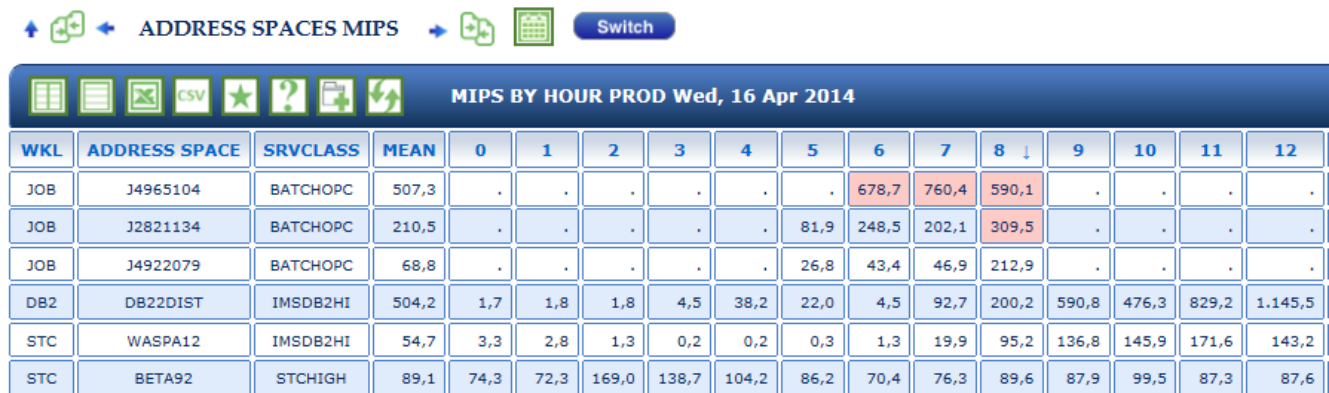 ADDRESS SPACES MIPS Switch
CSV ? MIPS BY HOUR PROD Wed, 16 Apr 2014
WKL ADDRESS SPACE SRVCLASS MEAN 0 1 2 3 4 5 6 7 8 ↓ 9 10 11 12
JOB J4965104 BATCHOPC 507,3 . . . . . . 678,7 760,4 590,1 . . . .
JOB J2821134 BATCHOPC 210,5 . . . . . 81,9 248,5 202,1 309,5 . . . .
JOB J4922079 BATCHOPC 68,8 . . . . . 26,8 43,4 46,9 212,9 . . . .
DB2 DB22DIST IMSDB2HI 504,2 1,7 1,8 1,8 4,5 38,2 22,0 4,5 92,7 200,2 590,8 476,3 829,2 1.145,5
STC WASPA12 IMSDB2HI 54,7 3,3 2,8 1,3 0,2 0,2 0,3 1,3 19,9 95,2 136,8 145,9 171,6 143,2
STC BETA92 STCHIGH 89,1 74,3 72,3 169,0 138,7 104,2 86,2 70,4 76,3 89,6 87,9 99,5 87,3 87,6